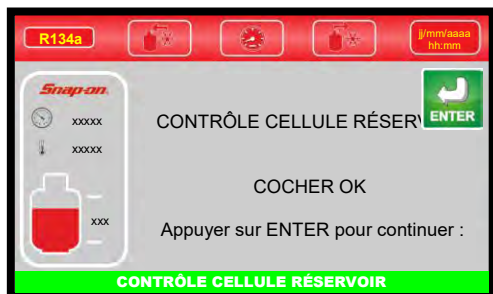 R134a
jj/mm/aaaa
hh:mm
Snap-on
xxxxx
xxxxx
xxx
CONTRÔLE CELLULE RÉSERV
ENTER
COCHER OK
Appuyer sur ENTER pour continuer :
CONTRÔLE CELLULE RÉSERVOIR